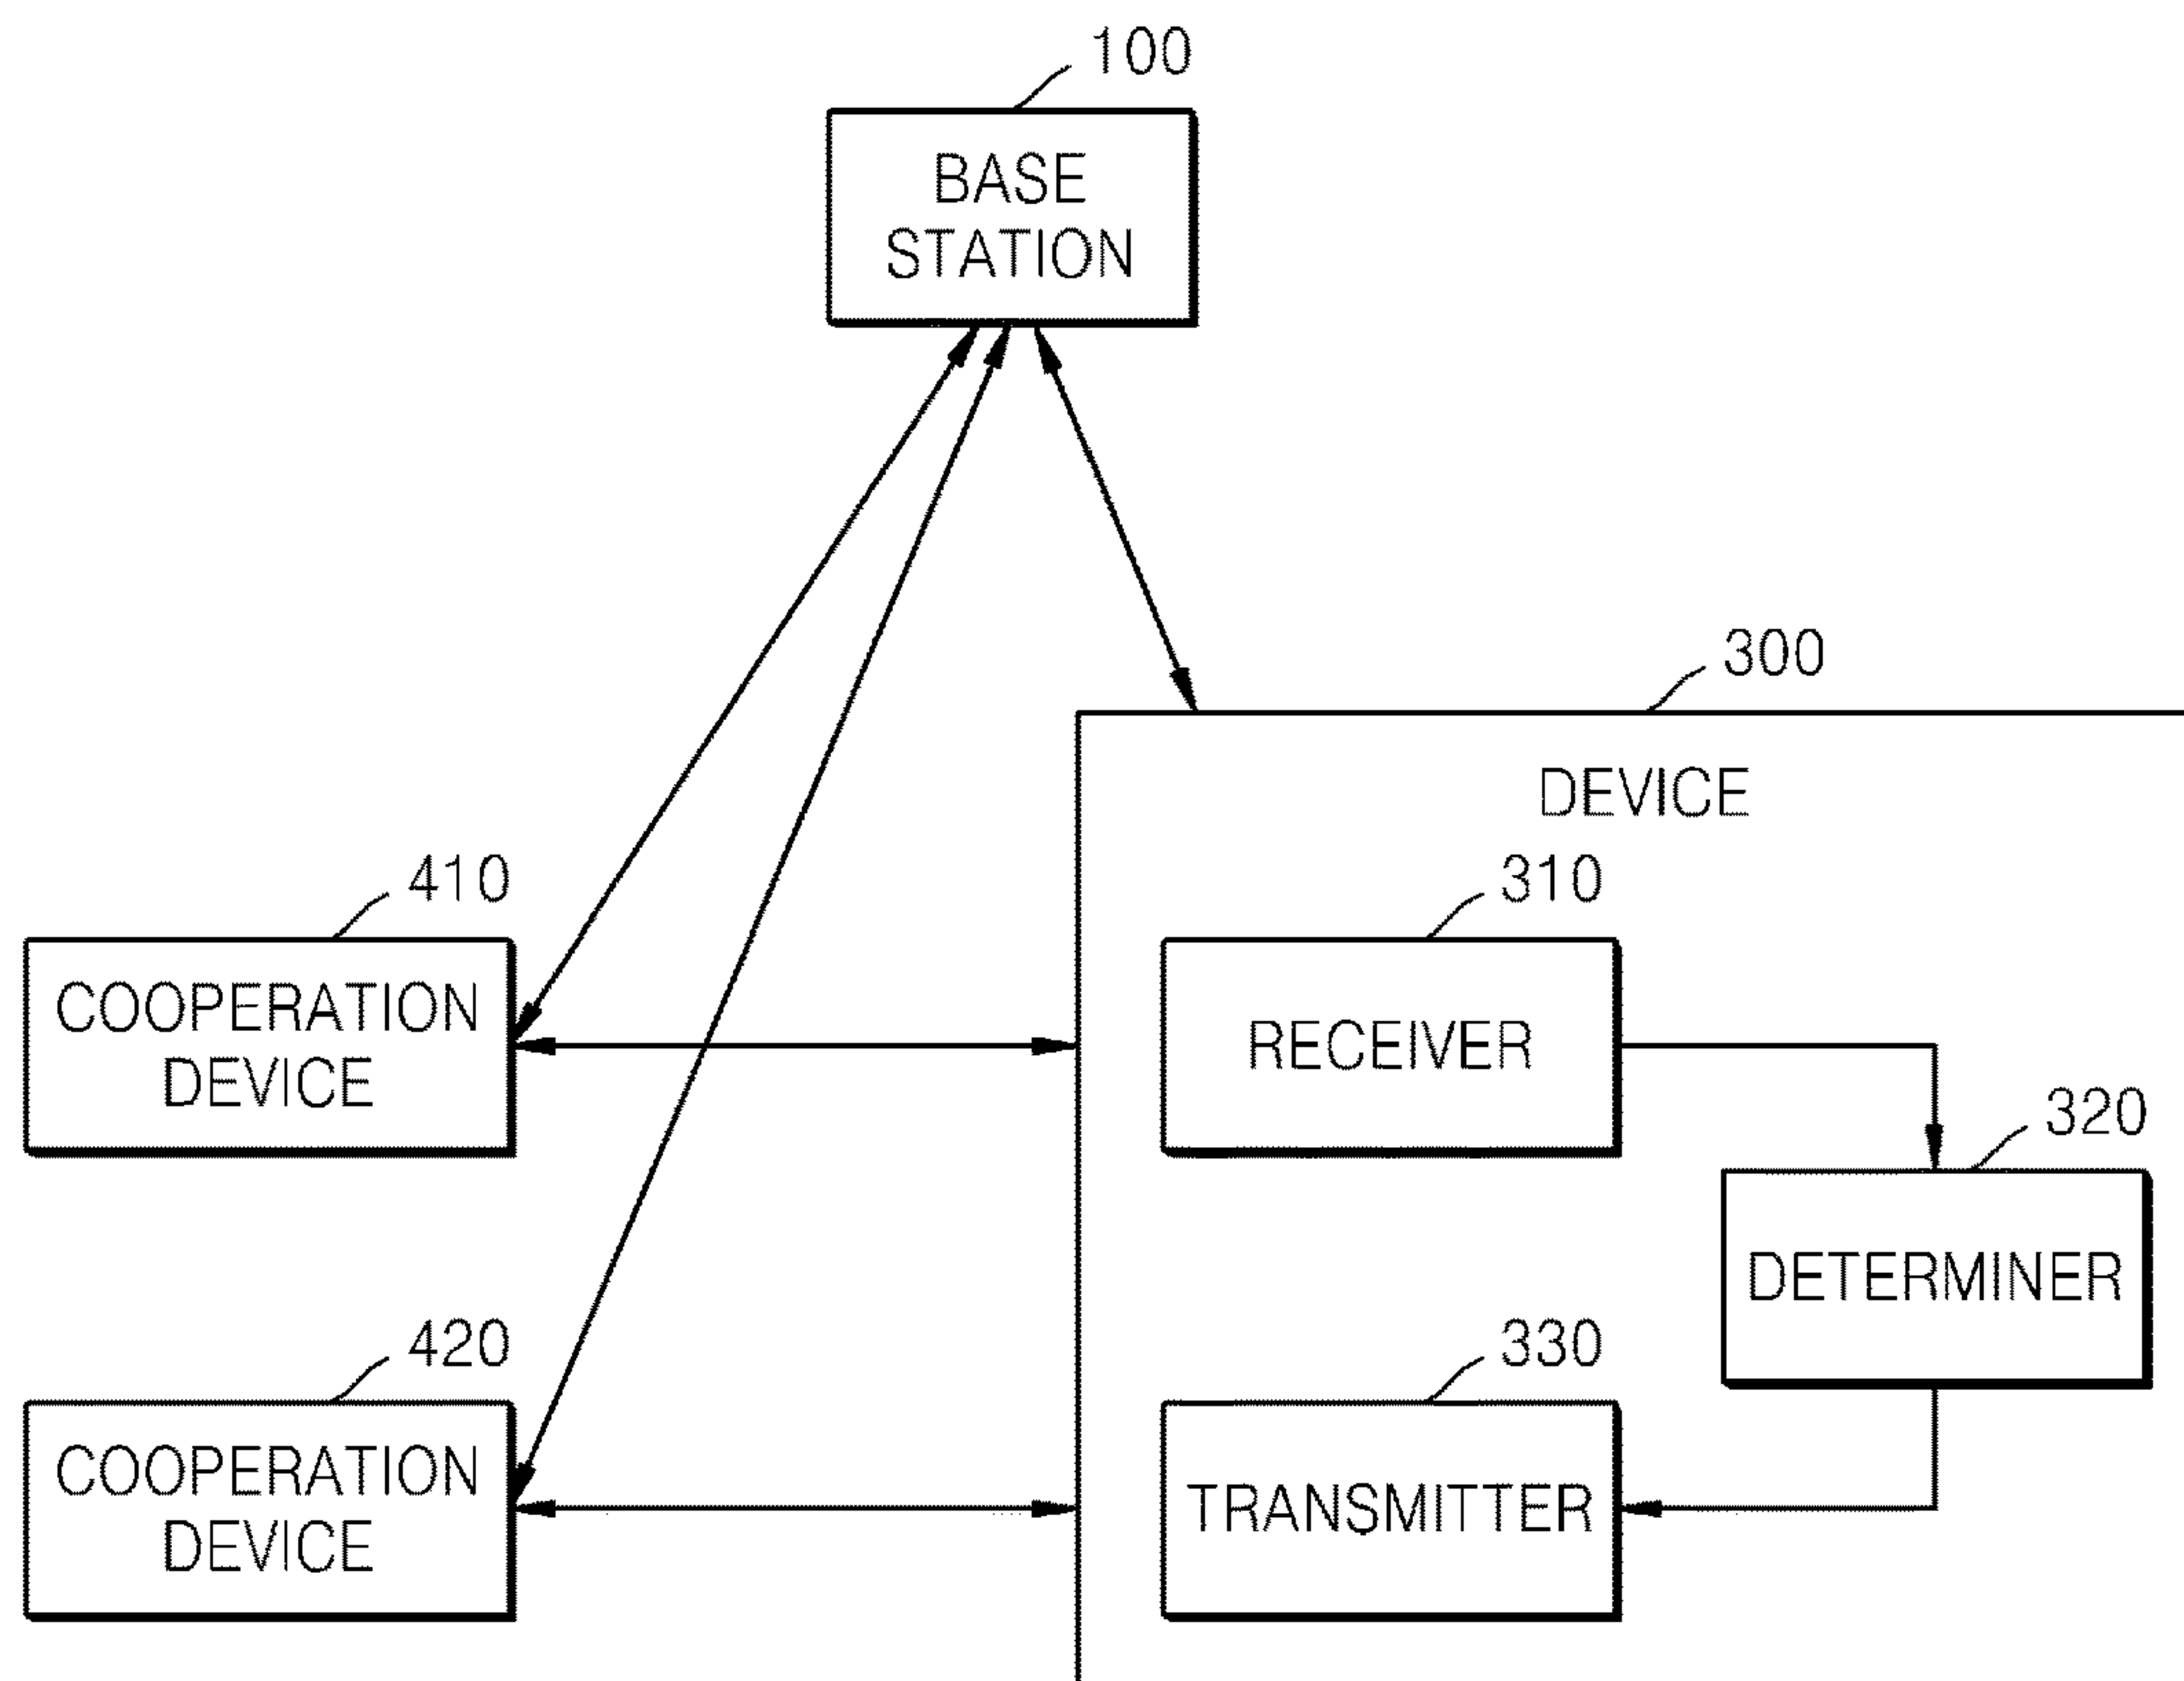 100
BASE
STATION
300
DEVICE
410
COOPERATION
DEVICE
310
RECEIVER
320
DETERMINER
420
COOPERATION
DEVICE
330
TRANSMITTER